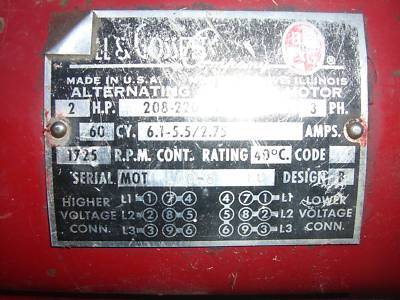 LL &
MADE IN U.S.A. ILLINOIS
ALTERNATING MOTOR
2 H.P. 208-220 3 PH.
60 CY. 6.1-5.5/2.75 AMPS.
1725 R.P.M. CONT. RATING 40°C. CODE
SERIAL MOT DESIGN B
HIGHER L1 1 7 4 4 7 1 L1 LOWER
VOLTAGE L2 2 8 5 5 8 2 L2 VOLTAGE
CONN. L3 3 9 6 6 9 3 L3 CONN.